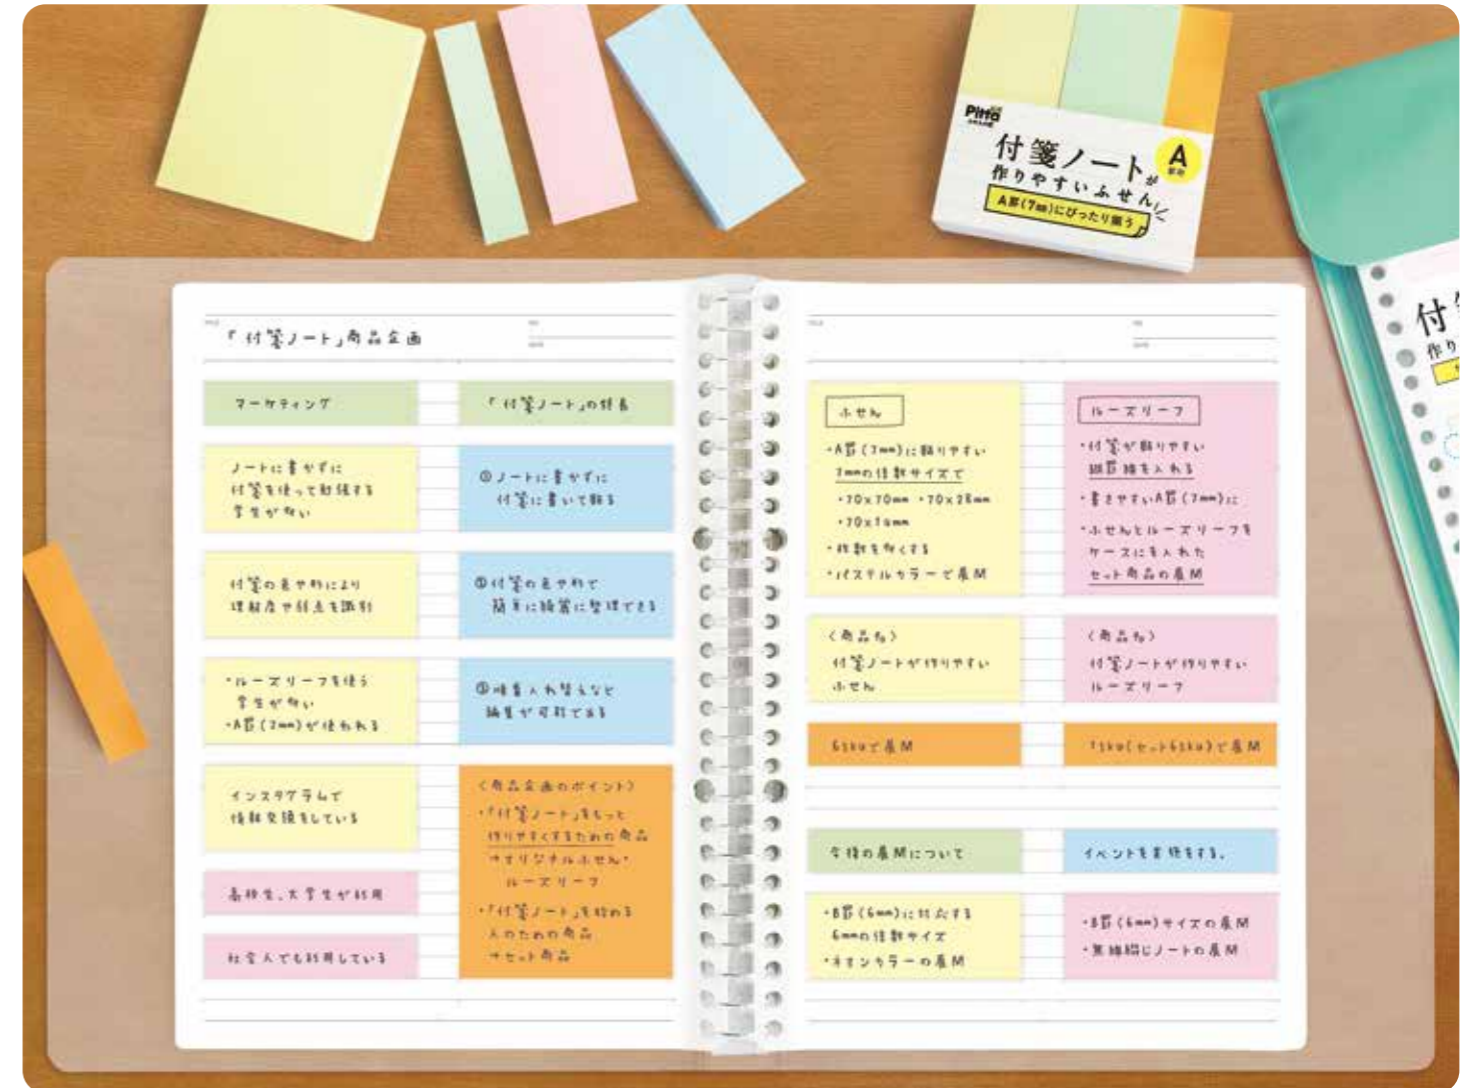 Pitta
付箋ノートが
作りやすいふせん
A罫(7mm)にぴったり揃う
A
付
作り
「付箋ノート」商品企画
マーケティング
ノートに書かずに
付箋を使って勉強する
学生が多い
付箋の色や形により
理解度や弱点を識別
・ルーズリーフを使う
学生が多い
・A罫(7mm)が使われる
インスタグラムで
情報交換をしている
高校生、大学生が利用
社会人でも利用している
「付箋ノート」の特長
①ノートに書かずに
付箋に書いて貼る
②付箋の色や形で
簡単に綺麗に整理できる
③順番入れ替えなど
編集が可能である
〈商品企画のポイント〉
・「付箋ノート」をもっと
作りやすくするための商品
→オリジナルふせん・
ルーズリーフ
・「付箋ノート」を始める
人のための商品
→セット商品
ふせん
・A罫(7mm)に貼りやすい
7mmの倍数サイズで
・70x70mm ・70x28mm
・70x14mm
・枚数を多くする
・パステルカラーで展開
〈商品名〉
付箋ノートが作りやすい
ふせん
6skuで展開
今後の展開について
・B罫(6mm)に対応する
6mmの倍数サイズ
・ネオンカラーの展開
ルーズリーフ
・付箋が貼りやすい
縦罫線を入れる
・書きやすいA罫(7mm)に
・ふせんとルーズリーフを
ケースにを入れた
セット商品の展開
〈商品名〉
付箋ノートが作りやすい
ルーズリーフ
1sku(セット6sku)で展開
イベントを実施をする。
・B罫(6mm)サイズの展開
・無線綴じノートの展開